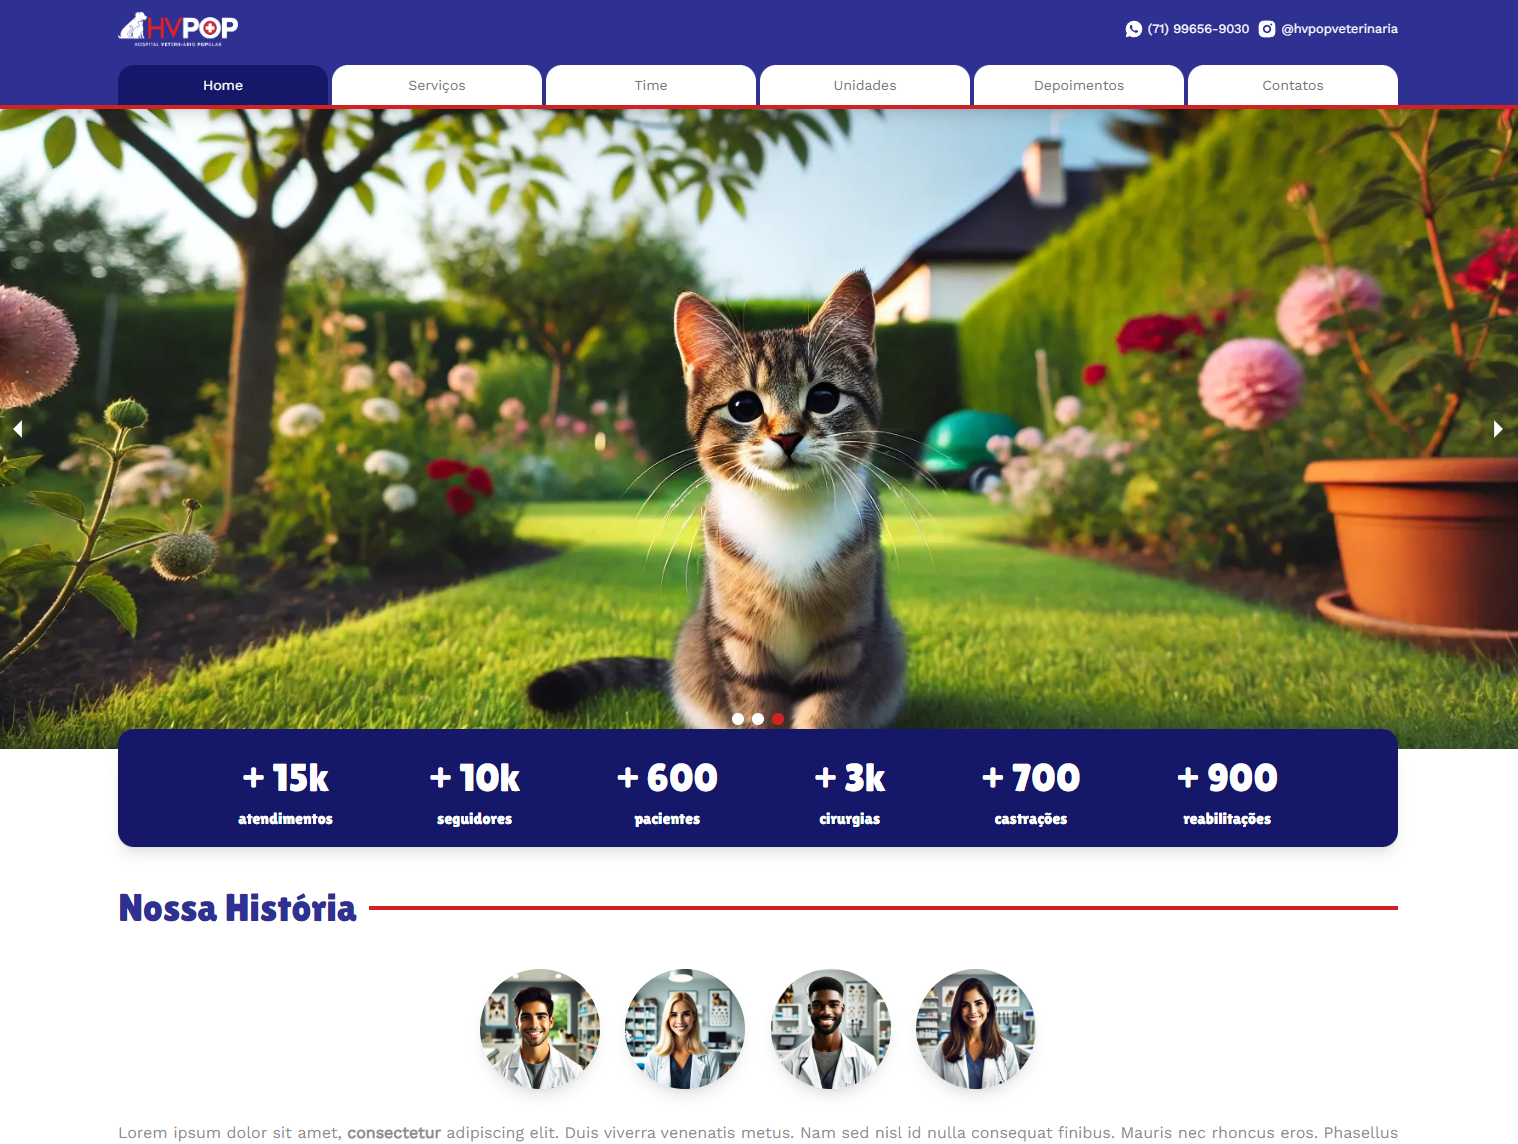 HVPOP
HOSPITAL VETERINÁRIO POPULAR
(71) 99656-9030 @hvpopveterinaria
Home Serviços Time Unidades Depoimentos Contatos
+ 15k + 10k + 600 + 3k + 700 + 900
atendimentos seguidores pacientes cirurgias castrações reabilitações
Nossa História
Lorem ipsum dolor sit amet, consectetur adipiscing elit. Duis viverra venenatis metus. Nam sed nisl id nulla consequat finibus. Mauris nec rhoncus eros. Phasellus